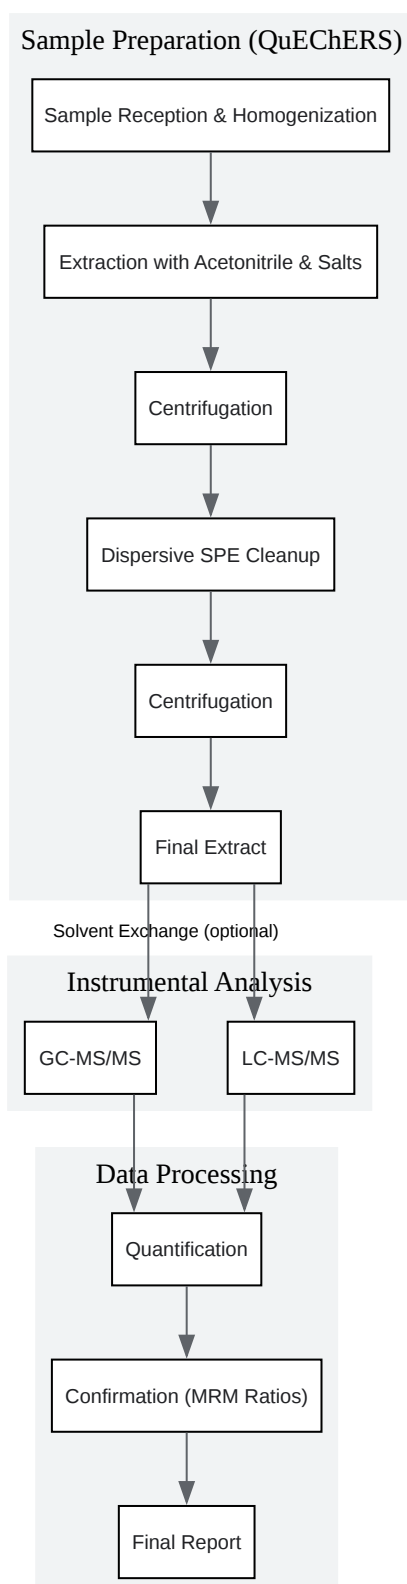 Sample Preparation (QuEChERS)
Sample Reception & Homogenization
Extraction with Acetonitrile & Salts
Centrifugation
Dispersive SPE Cleanup
Centrifugation
Final Extract
Solvent Exchange (optional)
Instrumental Analysis
GC-MS/MS
LC-MS/MS
Data Processing
Quantification
Confirmation (MRM Ratios)
Final Report